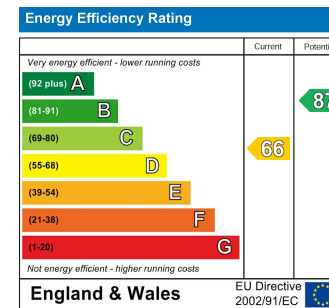 Energy Efficiency Rating
Current
Very energy efficient - lower running costs
(92 plus) A
(81-91) B
87
(69-80) C
66
(55-68) D
(39-54) E
(21-38) F
(1-20) G
Not energy efficient - higher running costs
England & Wales
EU Directive
2002/91/EC